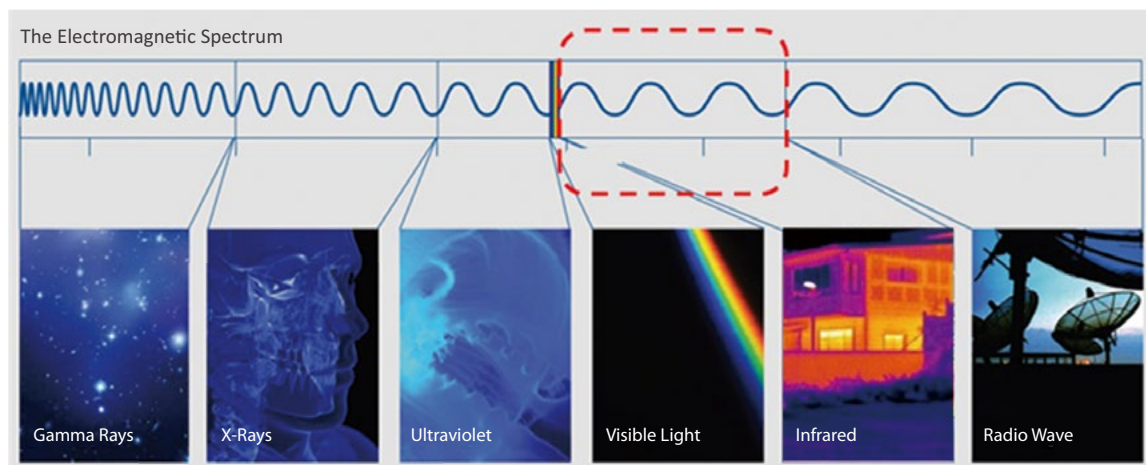 The Electromagnetic Spectrum
Gamma Rays
X-Rays
Ultraviolet
Visible Light
Infrared
Radio Wave